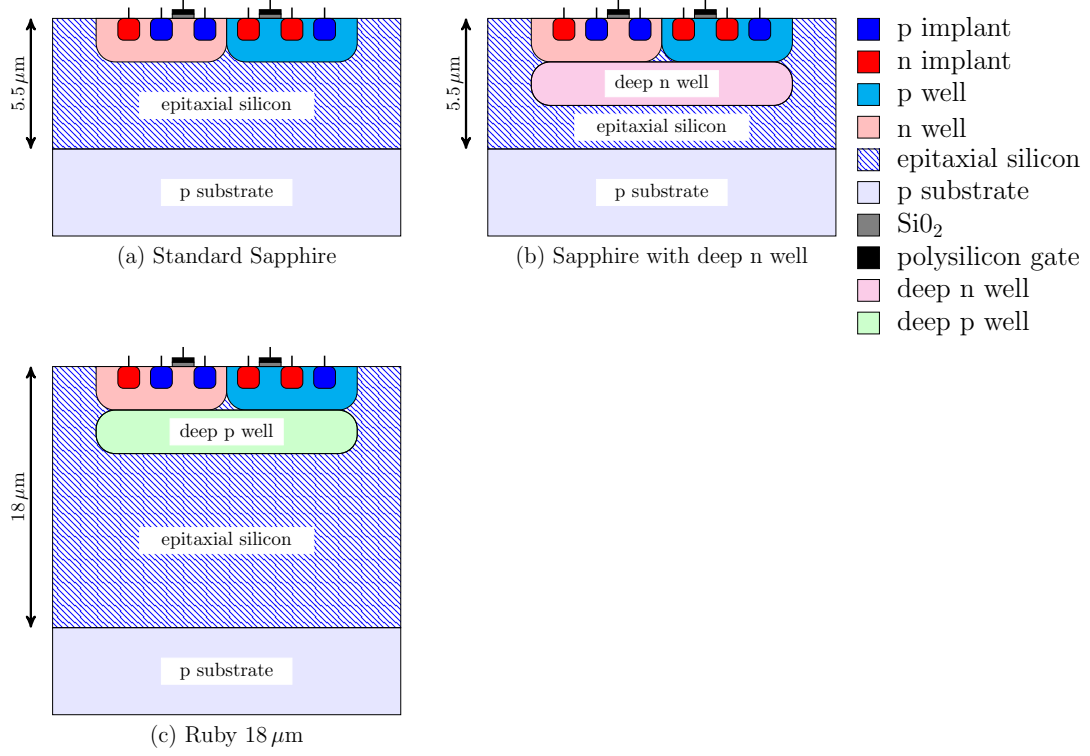 5.5 µm
epitaxial silicon
p substrate
(a) Standard Sapphire
5.5 µm
deep n well
epitaxial silicon
p substrate
(b) Sapphire with deep n well
p implant
n implant
p well
n well
epitaxial silicon
p substrate
Si0₂
polysilicon gate
deep n well
deep p well
18 µm
deep p well
epitaxial silicon
p substrate
(c) Ruby 18 µm